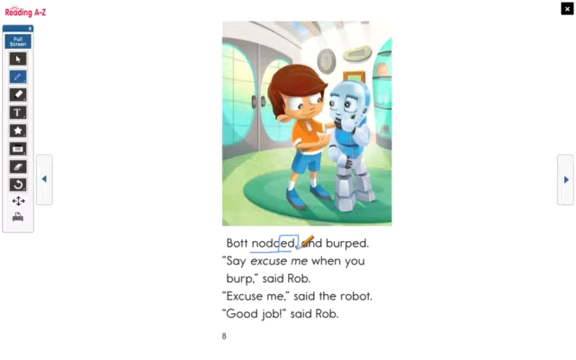 Reading A-Z
Full
Screen
T
Bott nodded, and burped.
“Say excuse me when you
burp,” said Rob.
“Excuse me,” said the robot.
“Good job!” said Rob.
8